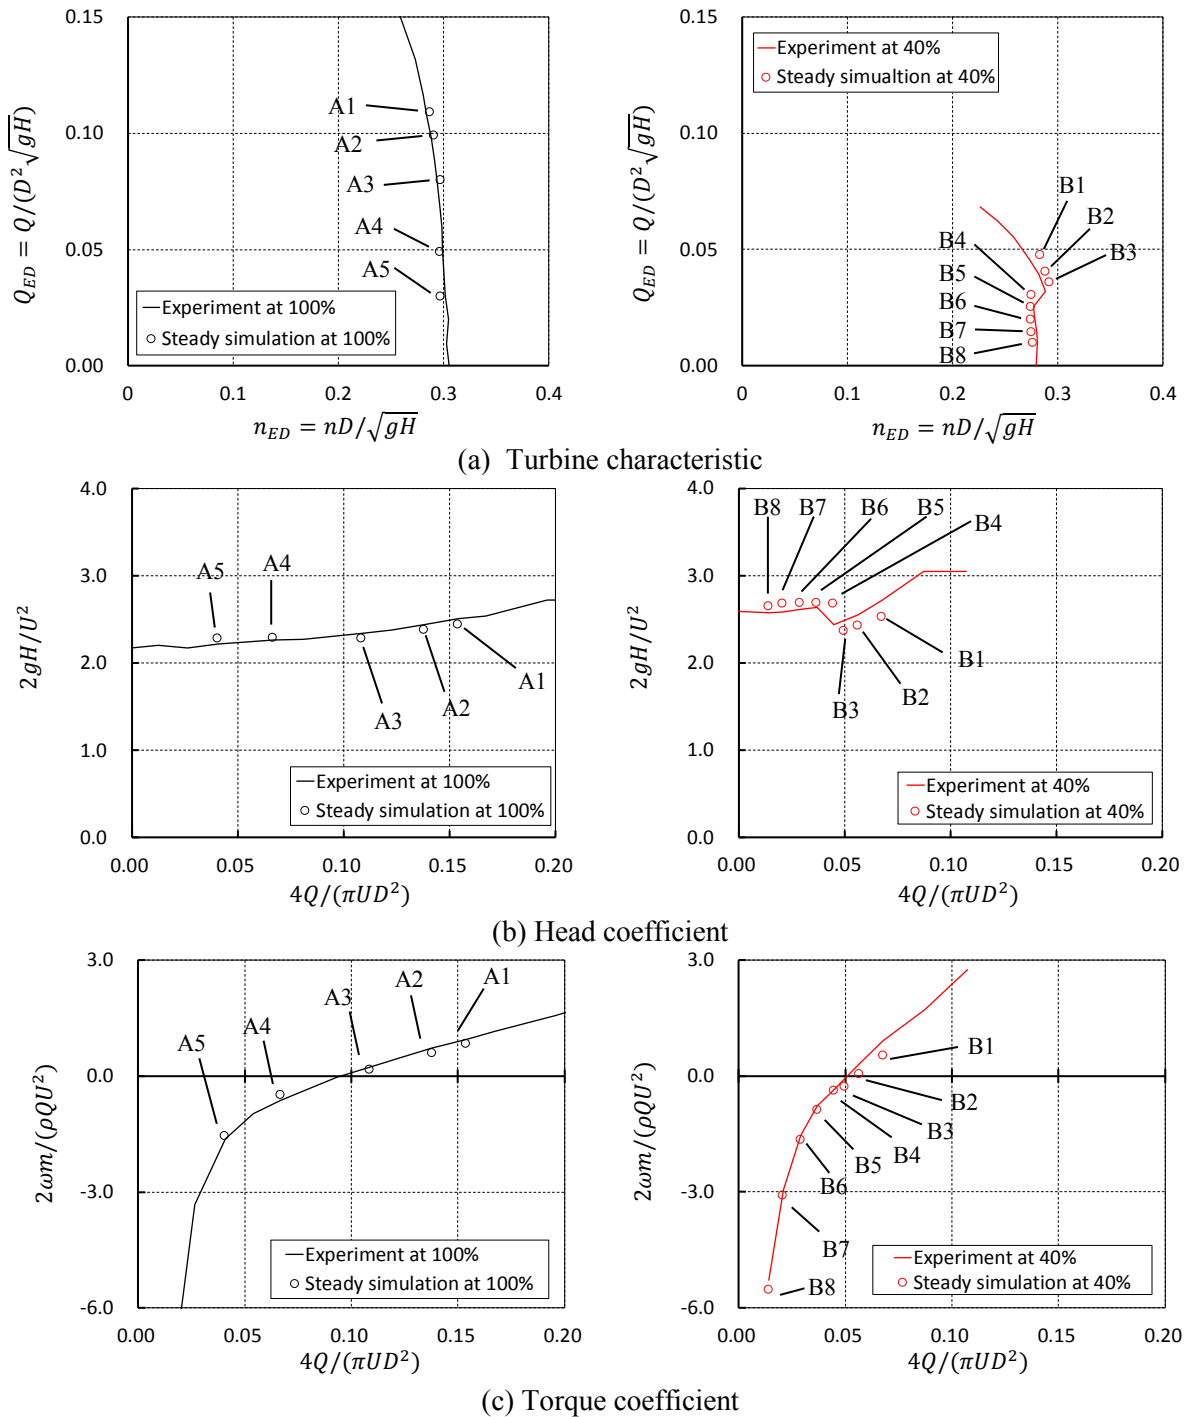 0.15
0.10
0.05
0.00
Q_ED = Q/(D²√gH)
A1
A2
A3
A4
A5
Experiment at 100%
Steady simulation at 100%
0 0.1 0.2 0.3 0.4
n_ED = nD/√gH
0.15
0.10
0.05
0.00
Q_ED = Q/(D²√gH)
Experiment at 40%
Steady simualtion at 40%
B1
B2
B3
B4
B5
B6
B7
B8
0 0.1 0.2 0.3 0.4
n_ED = nD/√gH
(a) Turbine characteristic
4.0
3.0
2.0
1.0
0.0
2gH/U²
A5
A4
A3
A2
A1
Experiment at 100%
Steady simulation at 100%
0.00 0.05 0.10 0.15 0.20
4Q/(πUD²)
4.0
3.0
2.0
1.0
0.0
2gH/U²
B8 B7 B6 B5 B4
B3
B2
B1
Experiment at 40%
Steady simulation at 40%
0.00 0.05 0.10 0.15 0.20
4Q/(πUD²)
(b) Head coefficient
3.0
0.0
-3.0
-6.0
2ωm/(ρQU²)
A5
A4
A3
A2
A1
Experiment at 100%
Steady simulation at 100%
0.00 0.05 0.10 0.15 0.20
4Q/(πUD²)
3.0
0.0
-3.0
-6.0
2ωm/(ρQU²)
B1
B2
B3
B4
B5
B6
B7
B8
Experiment at 40%
Steady simulation at 40%
0.00 0.05 0.10 0.15 0.20
4Q/(πUD²)
(c) Torque coefficient